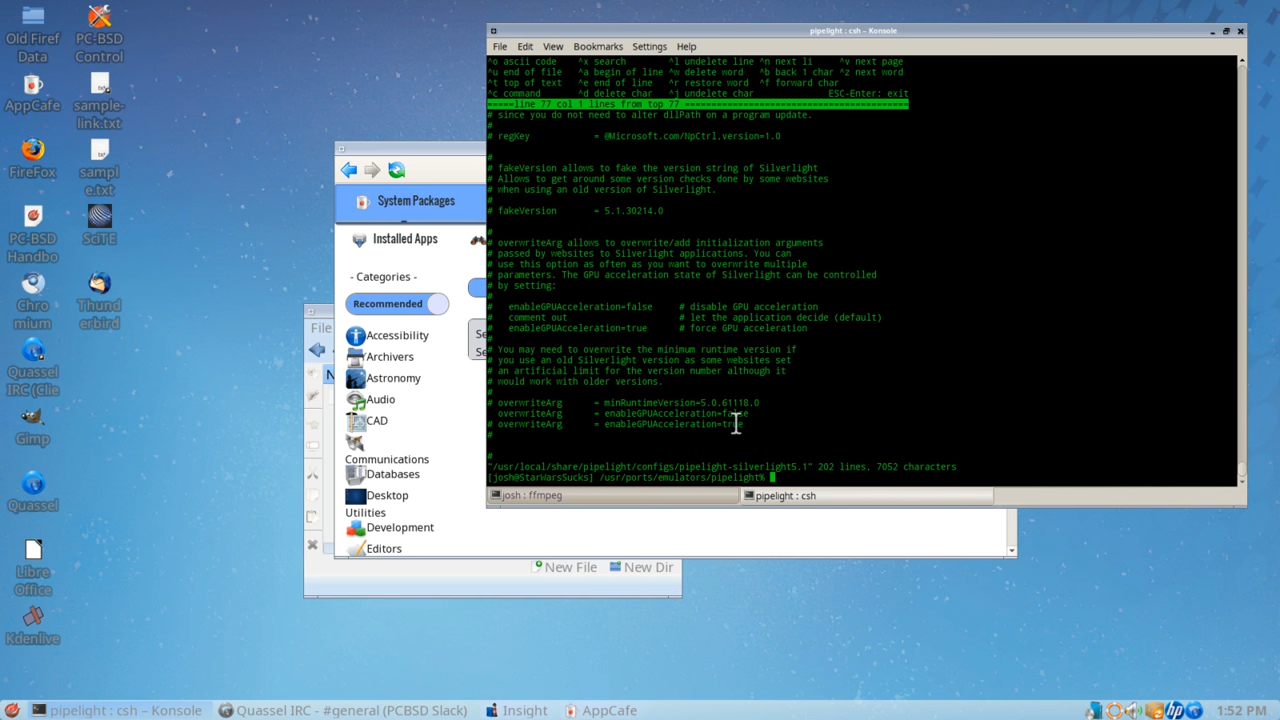 Old Firef
Data
PC-BSD
Control
AppCafe
sample-
link.txt
FireFox
sampl
e.txt
PC-BSD
Handbo
SciTE
Chro
mium
Thund
erbird
Quassel
IRC (Clie
Gimp
Quassel
Libre
Office
Kdenlive
pipelight : csh – Konsole
File Edit View Bookmarks Settings Help
^o ascii code ^x search ^l undelete line ^n next li ^v next page
^u end of file ^a begin of line ^w delete word ^b back 1 char ^z next word
^t top of text ^e end of line ^r restore word ^f forward char
^c command ^d delete char ^j undelete char ESC-Enter: exit
=====line 77 col 1 lines from top 77 ==========================================
# since you do not need to alter dllPath on a program update.
#
# regKey = @Microsoft.com/NpCtrl,version=1.0
#
# fakeVersion allows to fake the version string of Silverlight
# Allows to get around some version checks done by some websites
# when using an old version of Silverlight.
#
# fakeVersion = 5.1.30214.0
#
# overwriteArg allows to overwrite/add initialization arguments
# passed by websites to Silverlight applications. You can
# use this option as often as you want to overwrite multiple
# parameters. The GPU acceleration state of Silverlight can be controlled
# by setting:
#
# enableGPUAcceleration=false # disable GPU acceleration
# comment out # let the application decide (default)
# enableGPUAcceleration=true # force GPU acceleration
#
# You may need to overwrite the minimum runtime version if
# you use an old Silverlight version as some websites set
# an artificial limit for the version number although it
# would work with older versions.
#
# overwriteArg = minRuntimeVersion=5.0.61118.0
overwriteArg = enableGPUAcceleration=false
# overwriteArg = enableGPUAcceleration=true
#
#
"/usr/local/share/pipelight/configs/pipelight-silverlight5.1" 202 lines, 7052 characters
[josh@StarWarsSucks] /usr/ports/emulators/pipelight%
josh : ffmpeg
pipelight : csh
System Packages
Installed Apps
- Categories -
Recommended
Accessibility
Archivers
Astronomy
Audio
CAD
Communications
Databases
Desktop
Utilities
Development
Editors
Se
Se
File
N
New File New Dir
pipelight : csh – Konsole
Quassel IRC - #general (PCBSD Slack)
Insight
AppCafe
hp
1:52 PM